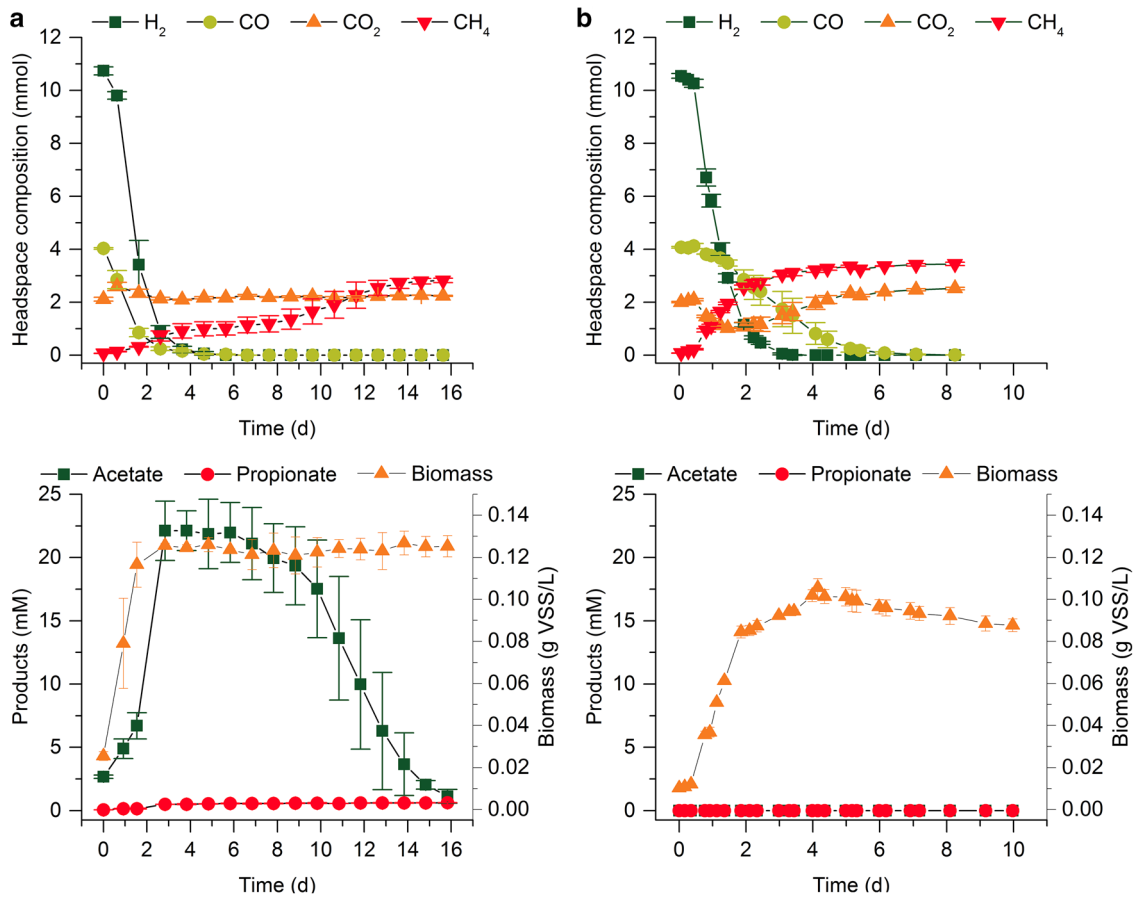 a
H2 CO CO2 CH4
Headspace composition (mmol)
12
10
8
6
4
2
0
0 2 4 6 8 10 12 14 16
Time (d)
b
H2 CO CO2 CH4
Headspace composition (mmol)
12
10
8
6
4
2
0
0 2 4 6 8 10
Time (d)
Acetate Propionate Biomass
Products (mM)
25
20
15
10
5
0
0.14
0.12
0.10
0.08
0.06
0.04
0.02
0.00
Biomass (g VSS/L)
0 2 4 6 8 10 12 14 16
Time (d)
Acetate Propionate Biomass
Products (mM)
25
20
15
10
5
0
0.14
0.12
0.10
0.08
0.06
0.04
0.02
0.00
Biomass (g VSS/L)
0 2 4 6 8 10
Time (d)